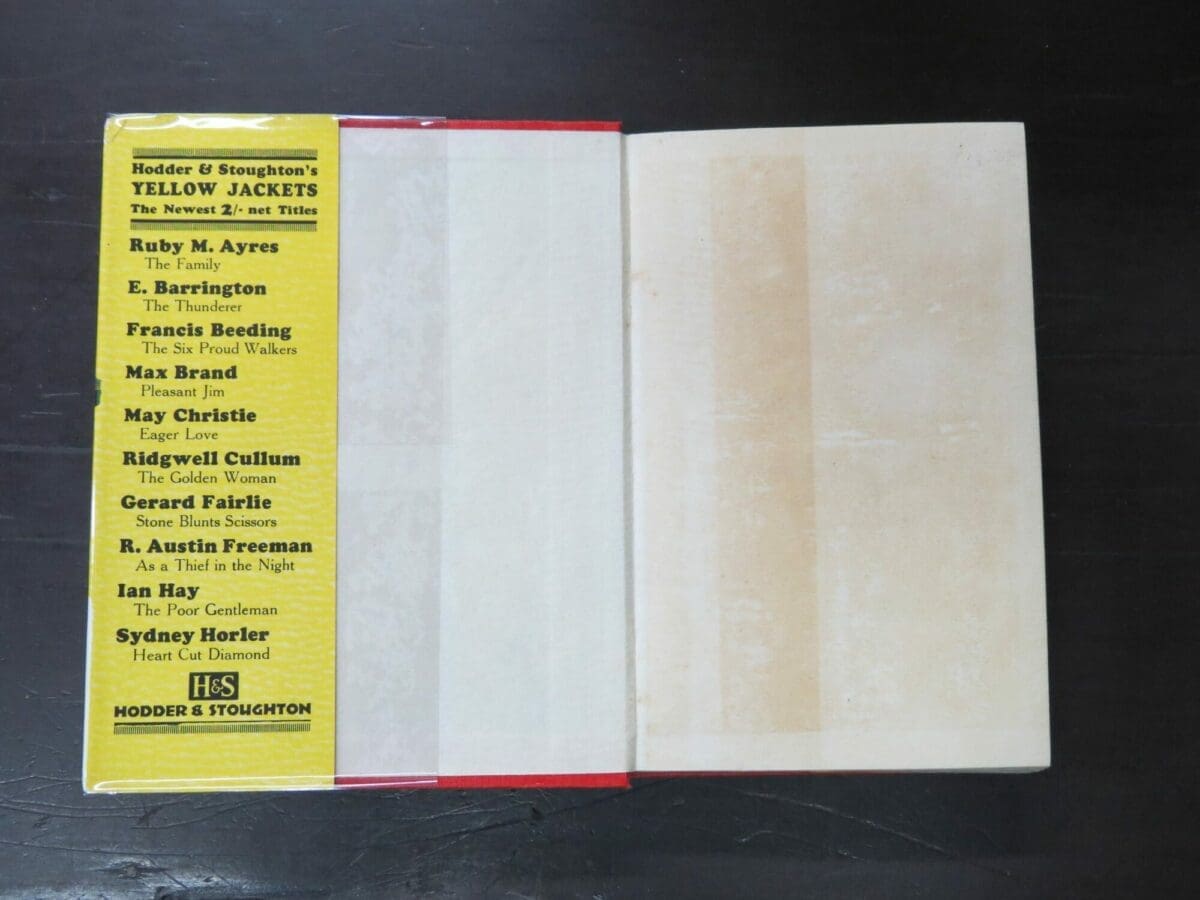 Hodder & Stoughton's
YELLOW JACKETS
The Newest 2/- net Titles
Ruby M. Ayres
The Family
E. Barrington
The Thunderer
Francis Beeding
The Six Proud Walkers
Max Brand
Pleasant Jim
May Christie
Eager Love
Ridgwell Cullum
The Golden Woman
Gerard Fairlie
Stone Blunts Scissors
R. Austin Freeman
As a Thief in the Night
Ian Hay
The Poor Gentleman
Sydney Horler
Heart Cut Diamond
H&S
HODDER & STOUGHTON